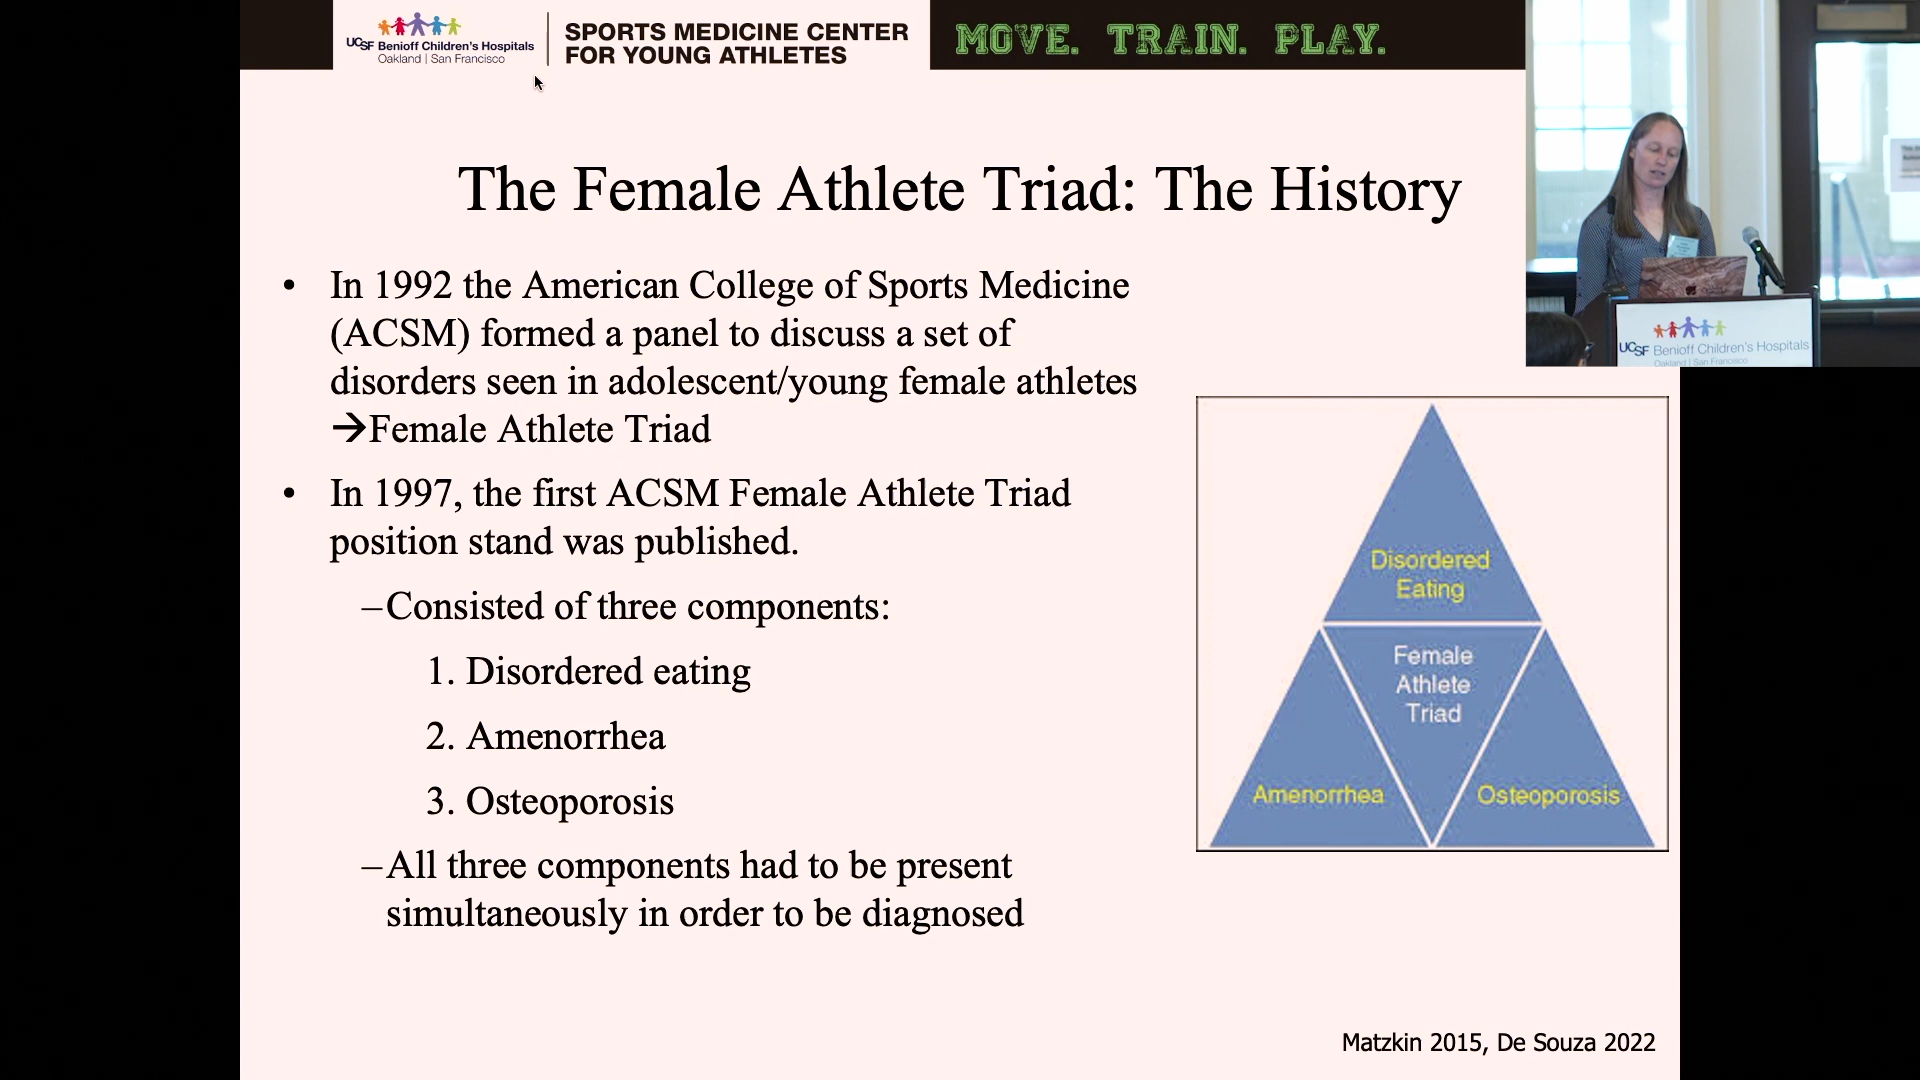 UCSF Benioff Children's Hospitals
Oakland | San Francisco
SPORTS MEDICINE CENTER
FOR YOUNG ATHLETES
MOVE. TRAIN. PLAY.
The Female Athlete Triad: The History
• In 1992 the American College of Sports Medicine
(ACSM) formed a panel to discuss a set of
disorders seen in adolescent/young female athletes
→Female Athlete Triad
• In 1997, the first ACSM Female Athlete Triad
position stand was published.
–Consisted of three components:
1. Disordered eating
2. Amenorrhea
3. Osteoporosis
–All three components had to be present
simultaneously in order to be diagnosed
Disordered
Eating
Female
Athlete
Triad
Amenorrhea
Osteoporosis
Matzkin 2015, De Souza 2022
UCSF Benioff Children's Hospitals
Oakland | San Francisco